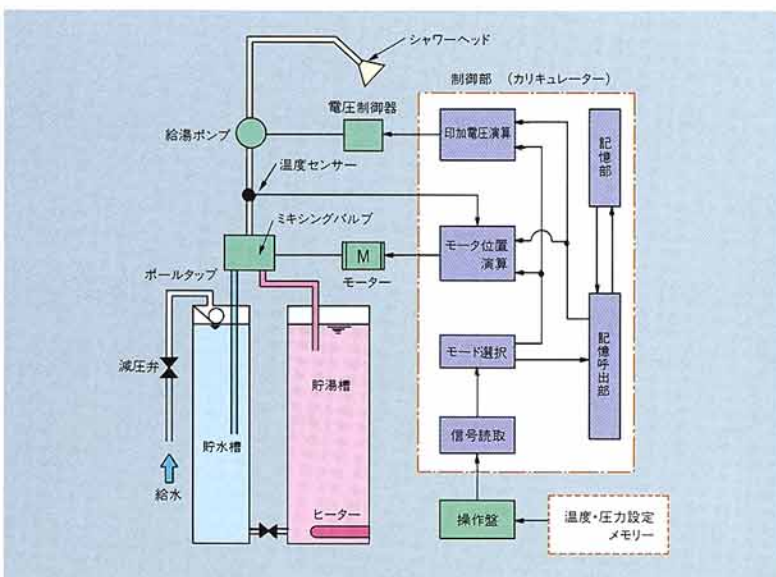 シャワーヘッド
制御部 （カリキュレーター）
電圧制御器
給湯ポンプ
印加電圧演算
記憶部
温度センサー
ミキシングバルブ
モータ位置
演算
M
モーター
ボールタップ
減圧弁
モード選択
記憶呼出部
貯湯槽
貯水槽
信号読取
給水
ヒーター
操作盤
温度・圧力設定
メモリー